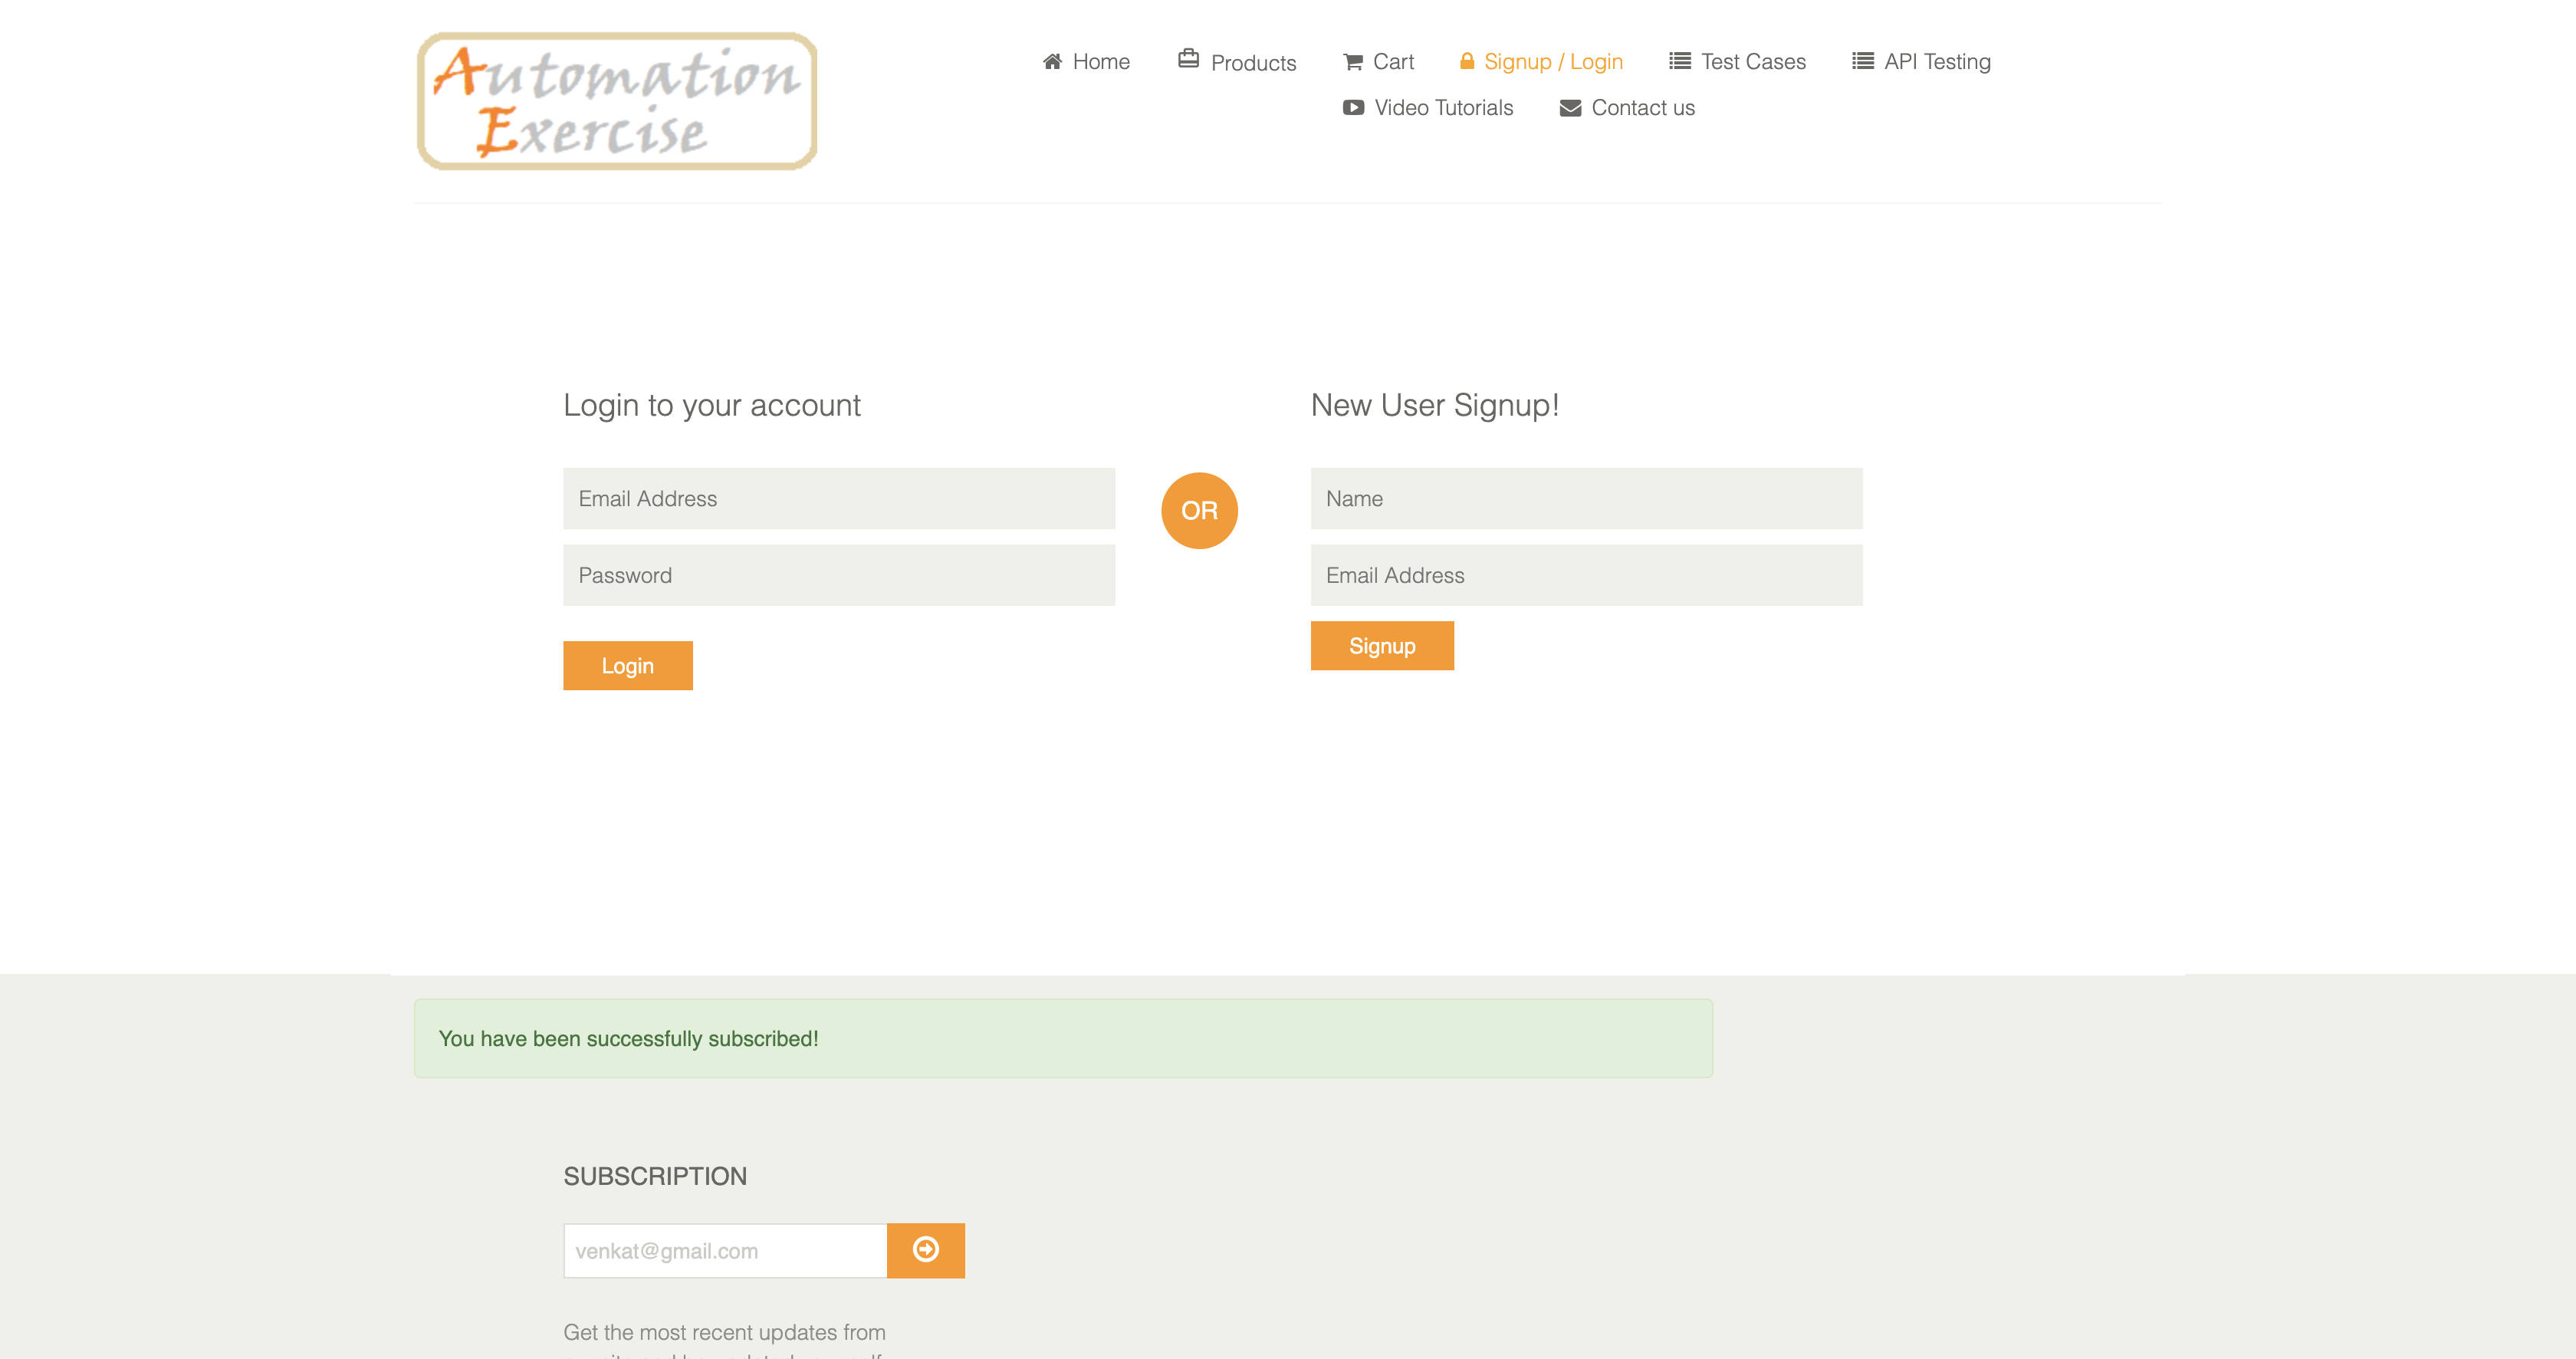 Automation
Exercise
Home
Products
Cart
Signup / Login
Test Cases
API Testing
Video Tutorials
Contact us
Login to your account
Email Address
Password
Login
OR
New User Signup!
Name
Email Address
Signup
You have been successfully subscribed!
SUBSCRIPTION
venkat@gmail.com
Get the most recent updates from